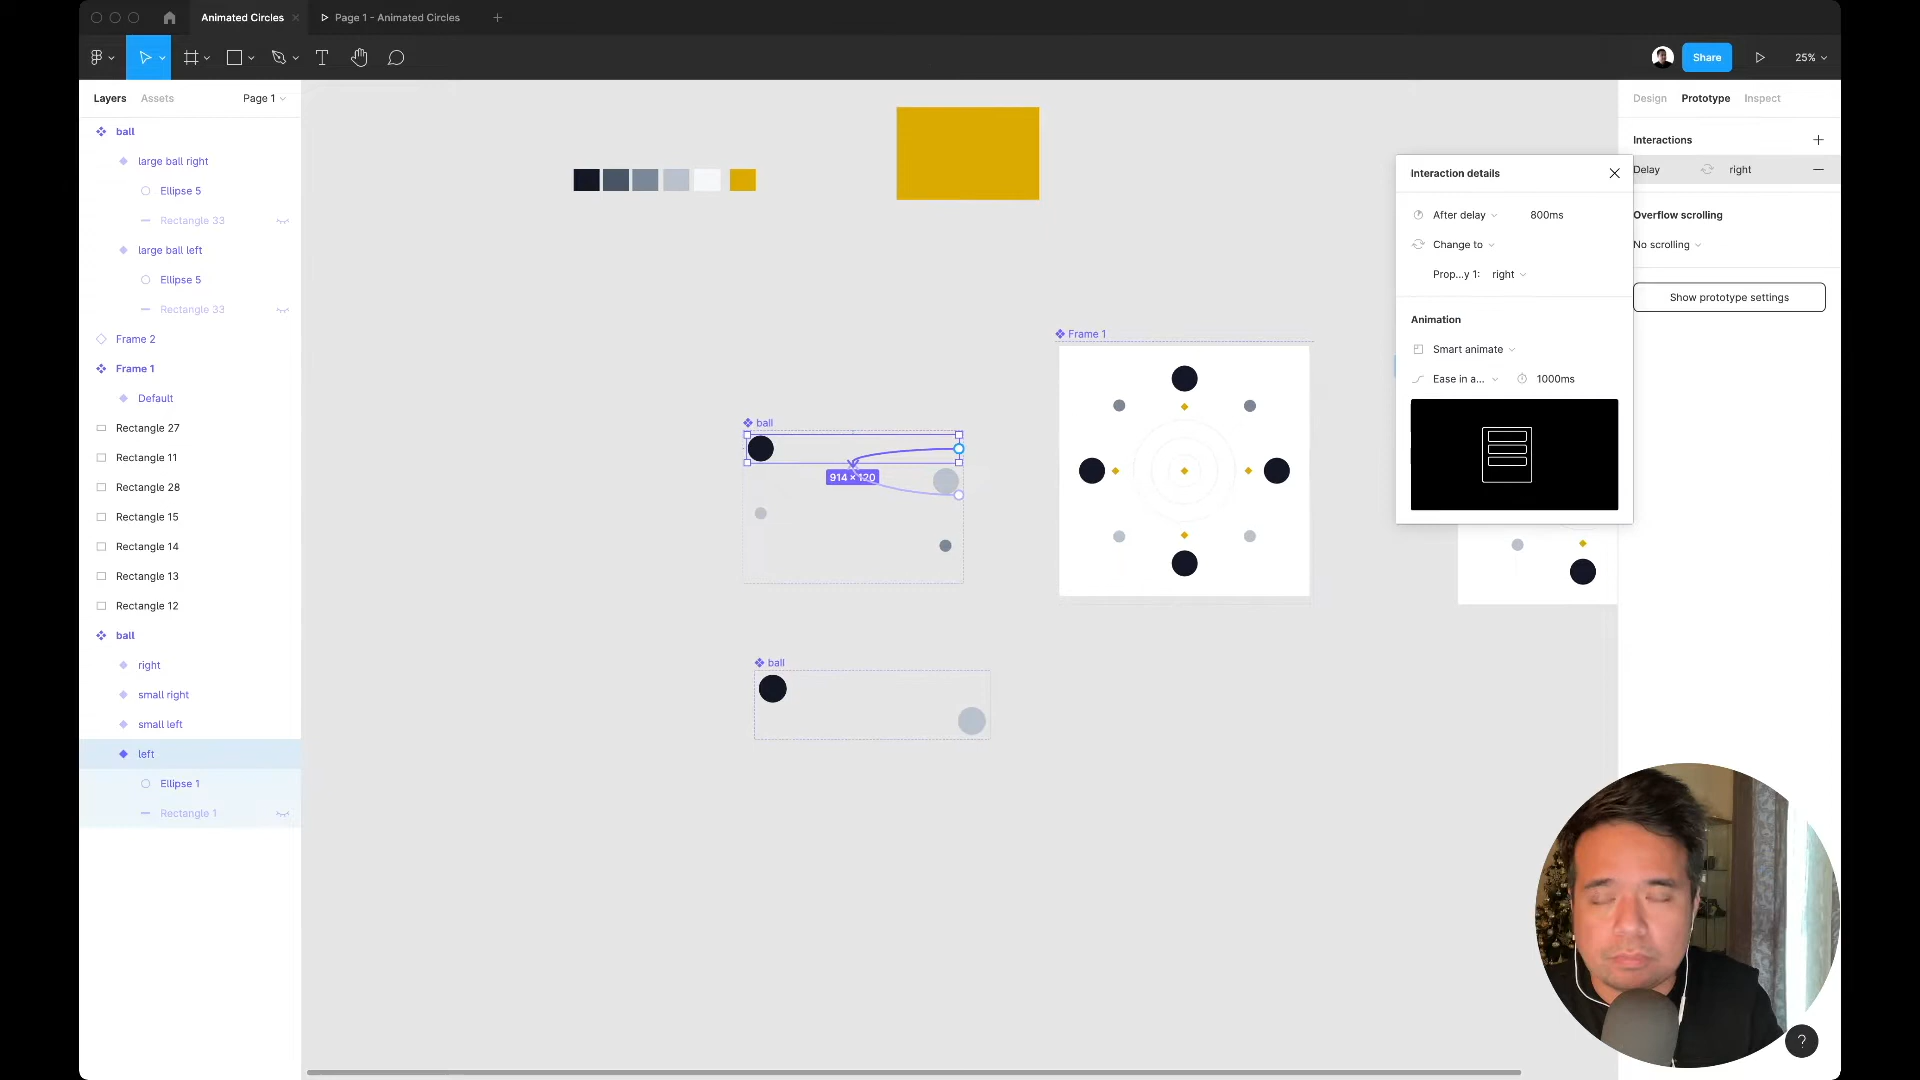 Animated Circles
Page 1 - Animated Circles
Share
25%
Layers
Assets
Page 1
ball
large ball right
Ellipse 5
Rectangle 33
large ball left
Ellipse 5
Rectangle 33
Frame 2
Frame 1
Default
Rectangle 27
Rectangle 11
Rectangle 28
Rectangle 15
Rectangle 14
Rectangle 13
Rectangle 12
ball
right
small right
small left
left
Ellipse 1
Rectangle 1
ball
914 × 120
ball
Frame 1
Interaction details
After delay
800ms
Change to
Prop...y 1:
right
Animation
Smart animate
Ease in a...
1000ms
Design
Prototype
Inspect
Interactions
Delay
right
Overflow scrolling
No scrolling
Show prototype settings
?